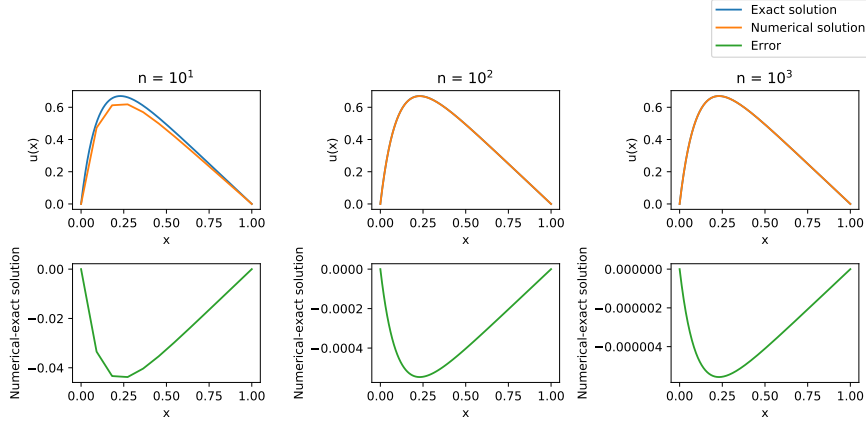 Exact solution
Numerical solution
Error
n = 10¹
u(x)
0.6
0.4
0.2
0.0
0.00 0.25 0.50 0.75 1.00
x
n = 10²
u(x)
0.6
0.4
0.2
0.0
0.00 0.25 0.50 0.75 1.00
x
n = 10³
u(x)
0.6
0.4
0.2
0.0
0.00 0.25 0.50 0.75 1.00
x
Numerical-exact solution
0.00
−0.02
−0.04
0.00 0.25 0.50 0.75 1.00
x
Numerical-exact solution
0.0000
−0.0002
−0.0004
0.00 0.25 0.50 0.75 1.00
x
Numerical-exact solution
0.000000
−0.000002
−0.000004
0.00 0.25 0.50 0.75 1.00
x